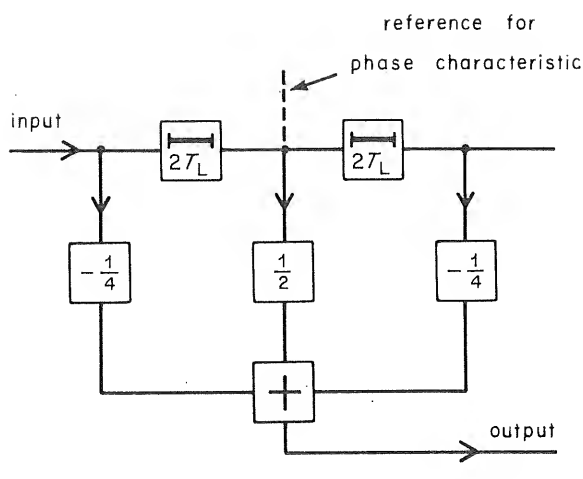 reference for
phase characteristic
input
2T_L
2T_L
-1/4
1/2
-1/4
+
output